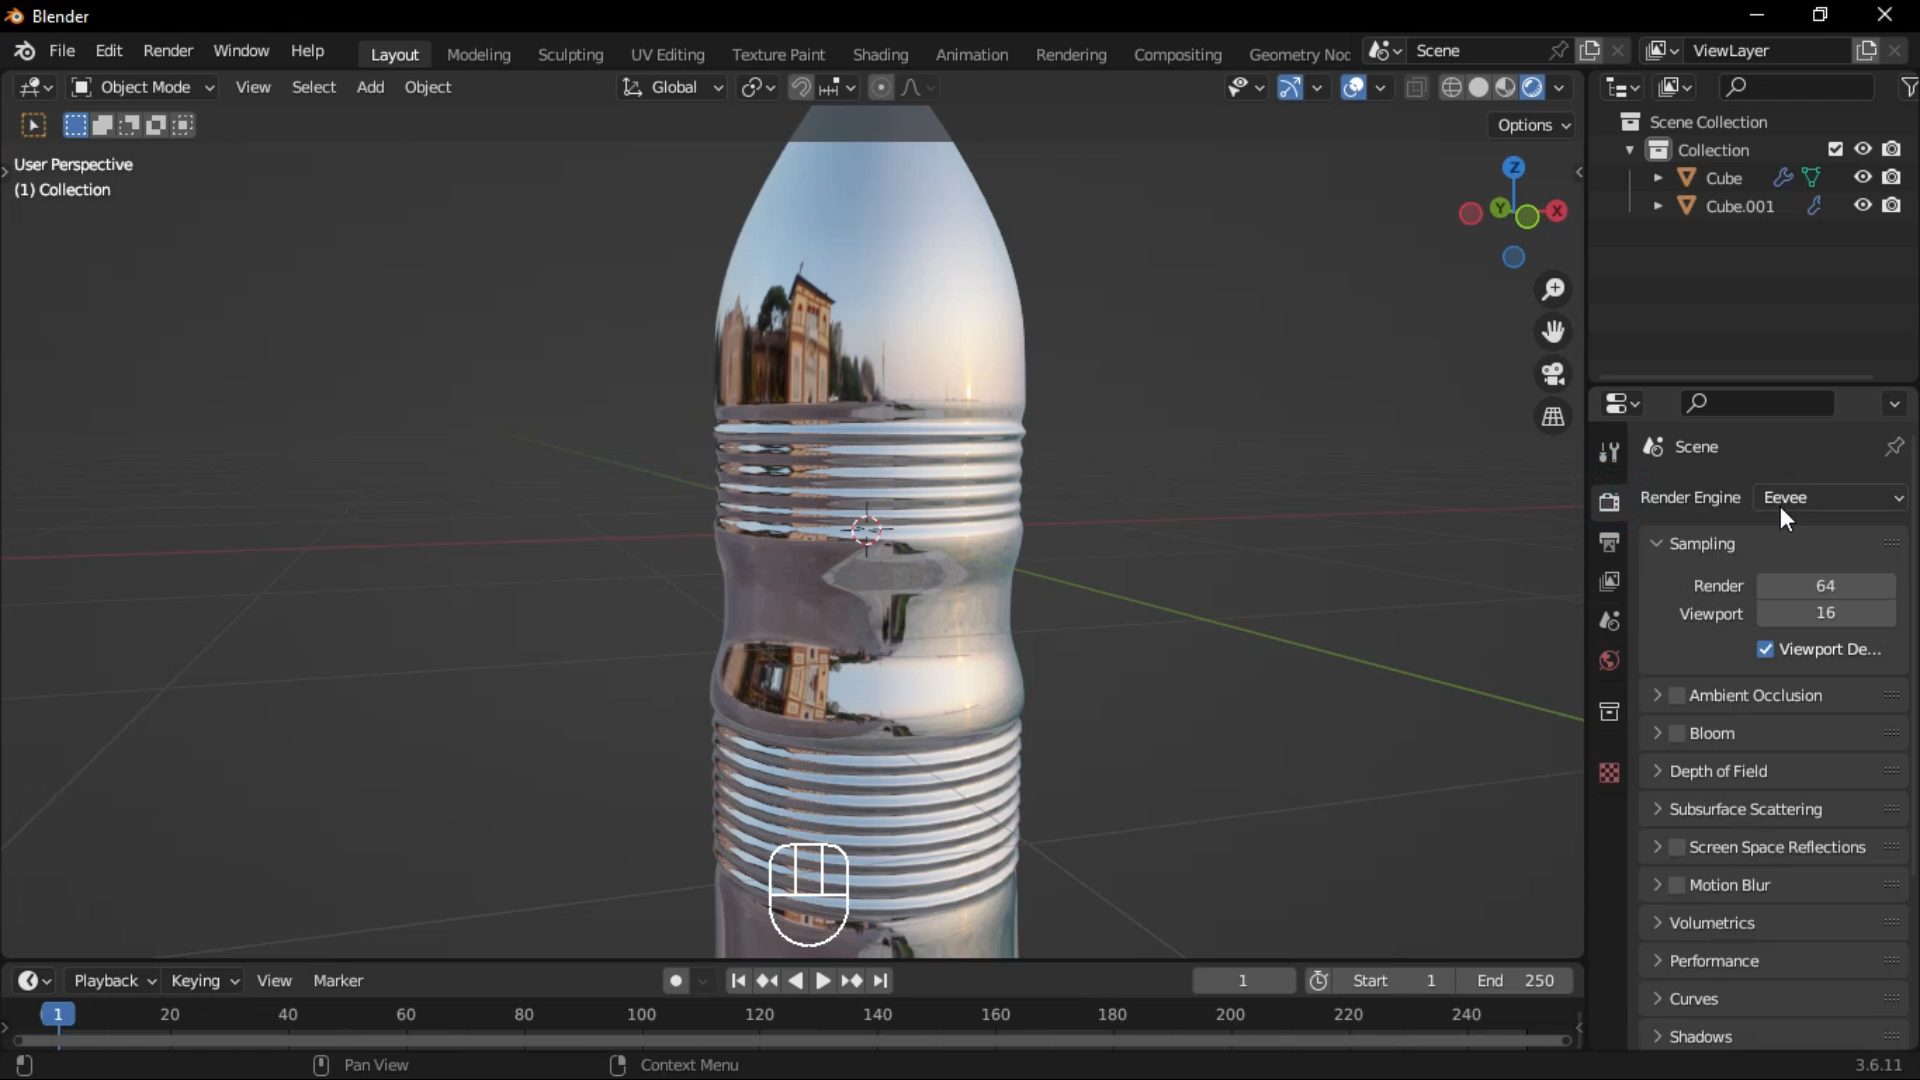 Blender
File Edit Render Window Help Layout Modeling Sculpting UV Editing Texture Paint Shading Animation Rendering Compositing Geometry Noc Scene ViewLayer
Object Mode View Select Add Object Global
Options
User Perspective
(1) Collection
Z
Y
X
Scene Collection
Collection
Cube
Cube.001
Scene
Render Engine Eevee
Sampling
Render 64
Viewport 16
Viewport De...
Ambient Occlusion
Bloom
Depth of Field
Subsurface Scattering
Screen Space Reflections
Motion Blur
Volumetrics
Performance
Curves
Shadows
Playback Keying View Marker 1 Start 1 End 250
1 20 40 60 80 100 120 140 160 180 200 220 240
Pan View Context Menu 3.6.11